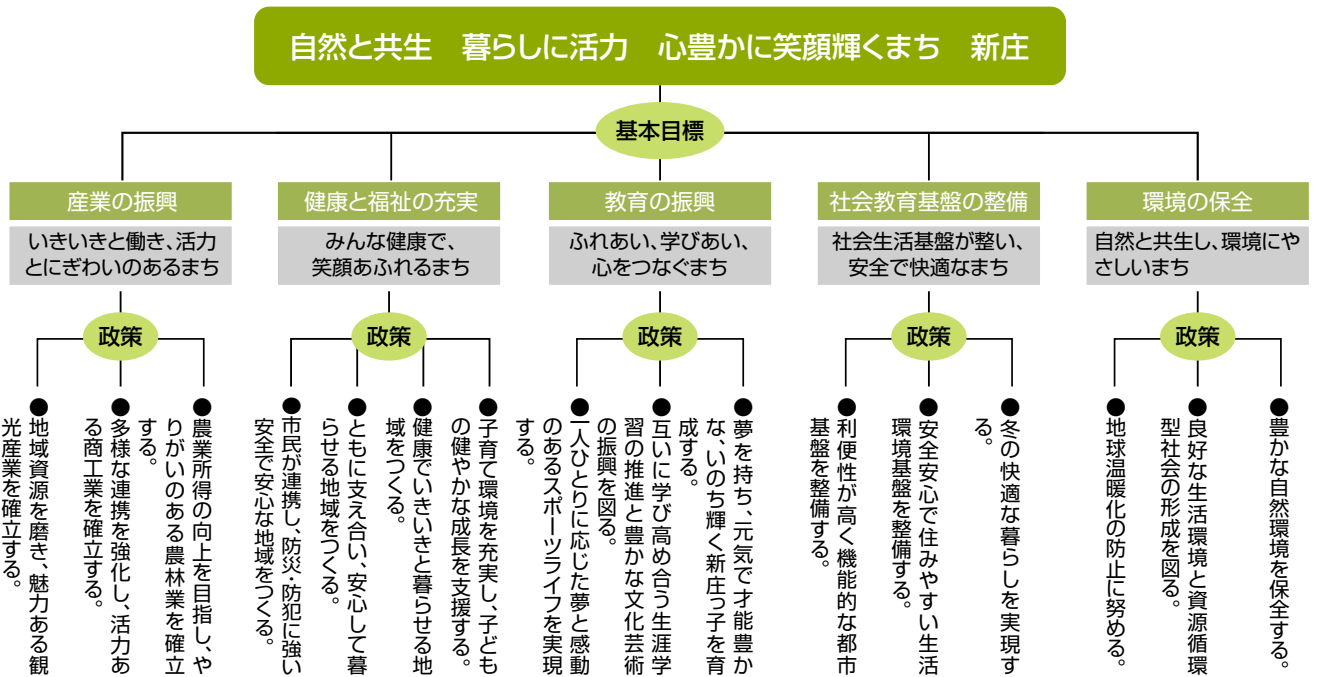 自然と共生　暮らしに活力　心豊かに笑顔輝くまち　新庄
基本目標
産業の振興
いきいきと働き、活力
とにぎわいのあるまち
政策
●農業所得の向上を目指し、や
りがいのある農林業を確立
する。
●多様な連携を強化し、活力あ
る商工業を確立する。
●地域資源を磨き、魅力ある観
光産業を確立する。
健康と福祉の充実
みんな健康で、
笑顔あふれるまち
政策
●子育て環境を充実し、子ども
の健やかな成長を支援する。
●健康でいきいきと暮らせる地
域をつくる。
●ともに支え合い、安心して暮
らせる地域をつくる。
●市民が連携し、防災・防犯に強い
安全で安心な地域をつくる。
教育の振興
ふれあい、学びあい、
心をつなぐまち
政策
●夢を持ち、元気で才能豊か
な、いのち輝く新庄っ子を育
成する。
●互いに学び高め合う生涯学
習の推進と豊かな文化芸術
の振興を図る。
●一人ひとりに応じた夢と感動
のあるスポーツライフを実現
する。
社会教育基盤の整備
社会生活基盤が整い、
安全で快適なまち
政策
●冬の快適な暮らしを実現す
る。
●安全安心で住みやすい生活
環境基盤を整備する。
●利便性が高く機能的な都市
基盤を整備する。
環境の保全
自然と共生し、環境にや
さしいまち
政策
●豊かな自然環境を保全する。
●良好な生活環境と資源循環
型社会の形成を図る。
●地球温暖化の防止に努める。